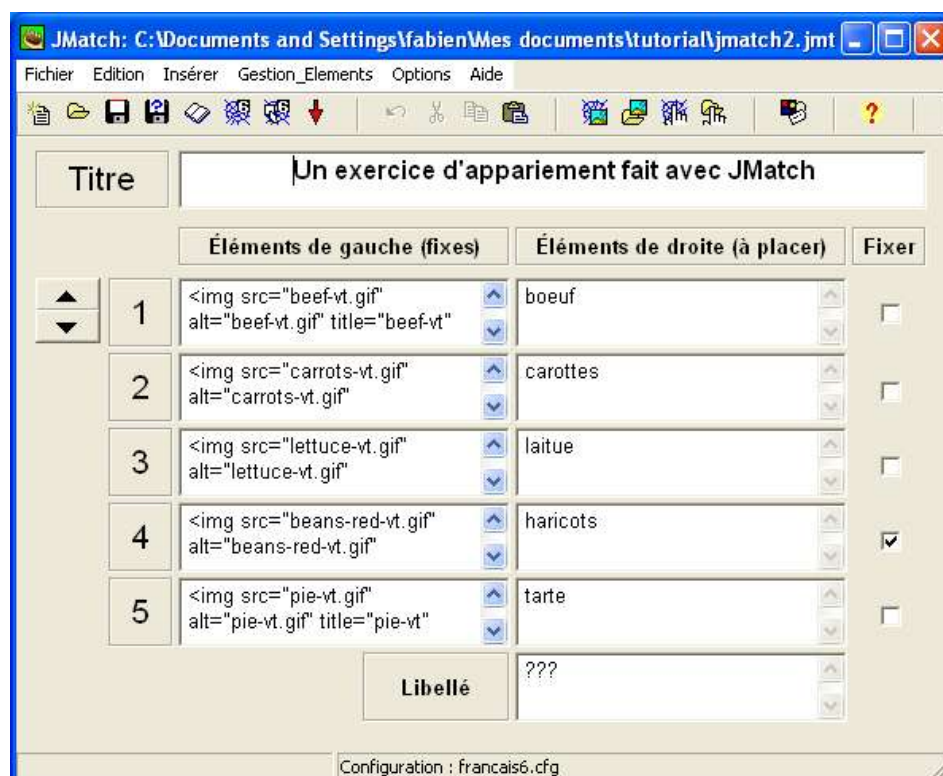 JMatch: C:\Documents and Settings\fabien\Mes documents\tutorial\jmatch2.jmt
Fichier Edition Insérer Gestion_Elements Options Aide
Titre
Un exercice d'appariement fait avec JMatch
Éléments de gauche (fixes) Éléments de droite (à placer) Fixer
1
<img src="beef-vt.gif"
alt="beef-vt.gif" title="beef-vt"
boeuf
2
<img src="carrots-vt.gif"
alt="carrots-vt.gif"
carottes
3
<img src="lettuce-vt.gif"
alt="lettuce-vt.gif"
laitue
4
<img src="beans-red-vt.gif"
alt="beans-red-vt.gif"
haricots
5
<img src="pie-vt.gif"
alt="pie-vt.gif" title="pie-vt"
tarte
Libellé
???
Configuration : francais6.cfg